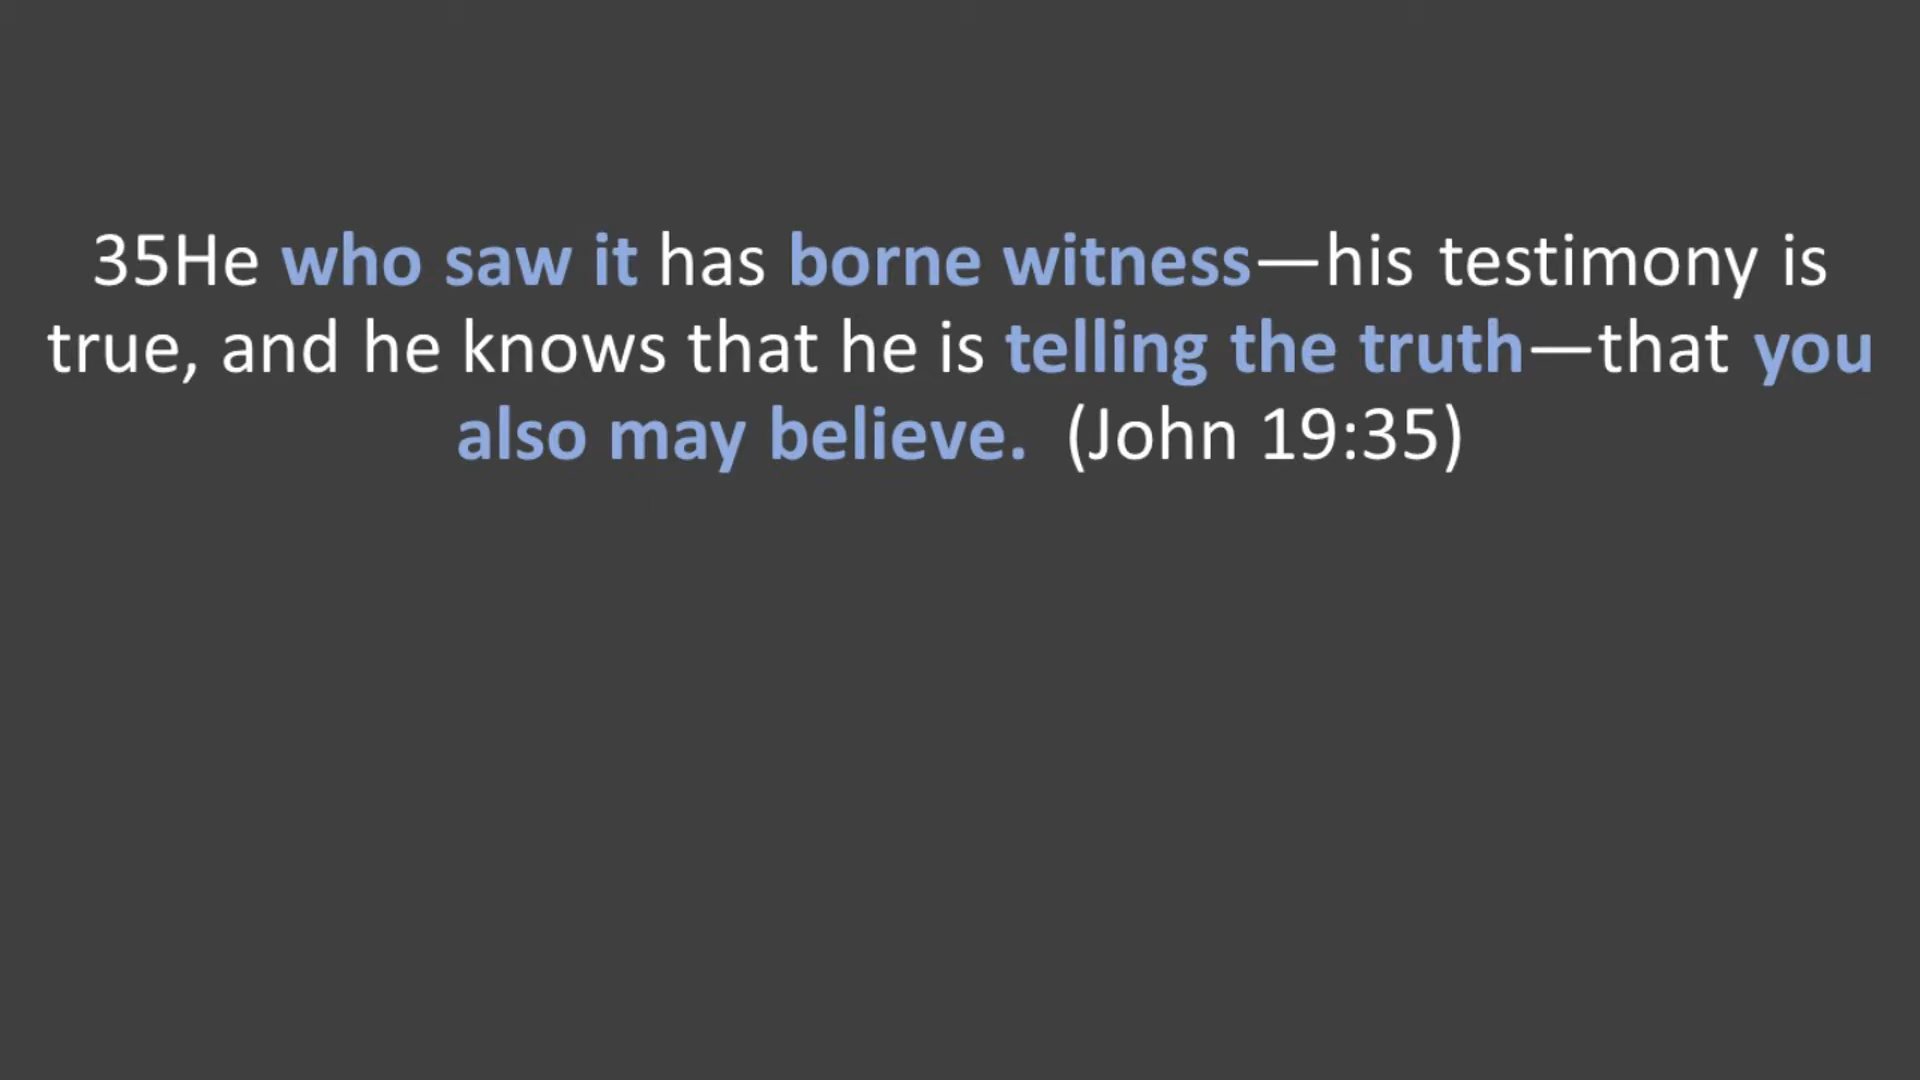 35He who saw it has borne witness—his testimony is
true, and he knows that he is telling the truth—that you
also may believe.  (John 19:35)